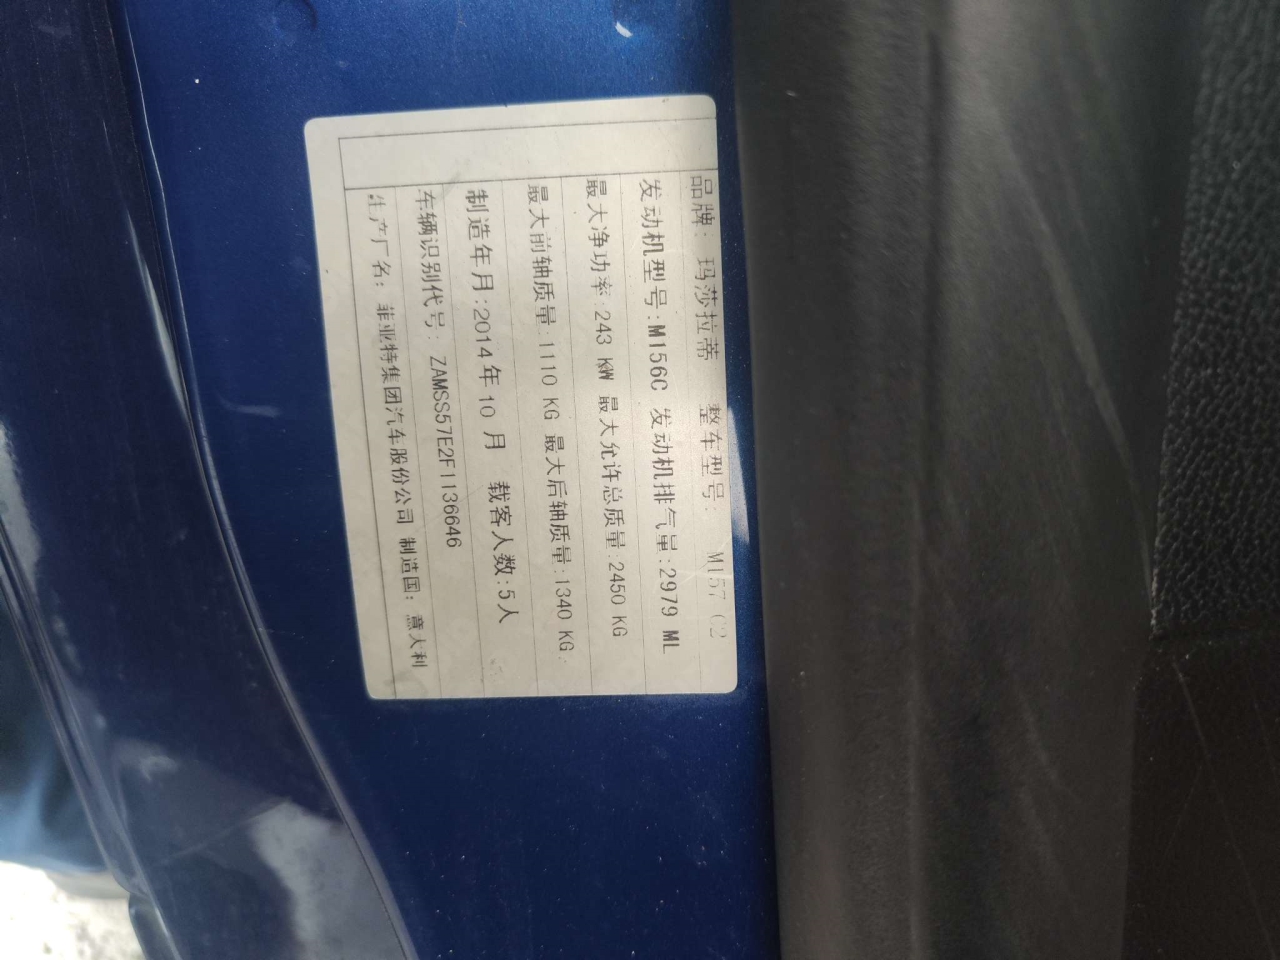 品牌: 玛莎拉蒂 整车型号: M157 C2
发动机型号:M156C 发动机排气量:2979 ML
最大净功率:243 KW 最大允许总质量:2450 KG
最大前轴质量:1110 KG 最大后轴质量:1340 KG.
制造年月:2014年10月 载客人数:5人
车辆识别代号: ZAMSS57E2F1136646
生产厂名: 菲亚特集团汽车股份公司 制造国: 意大利